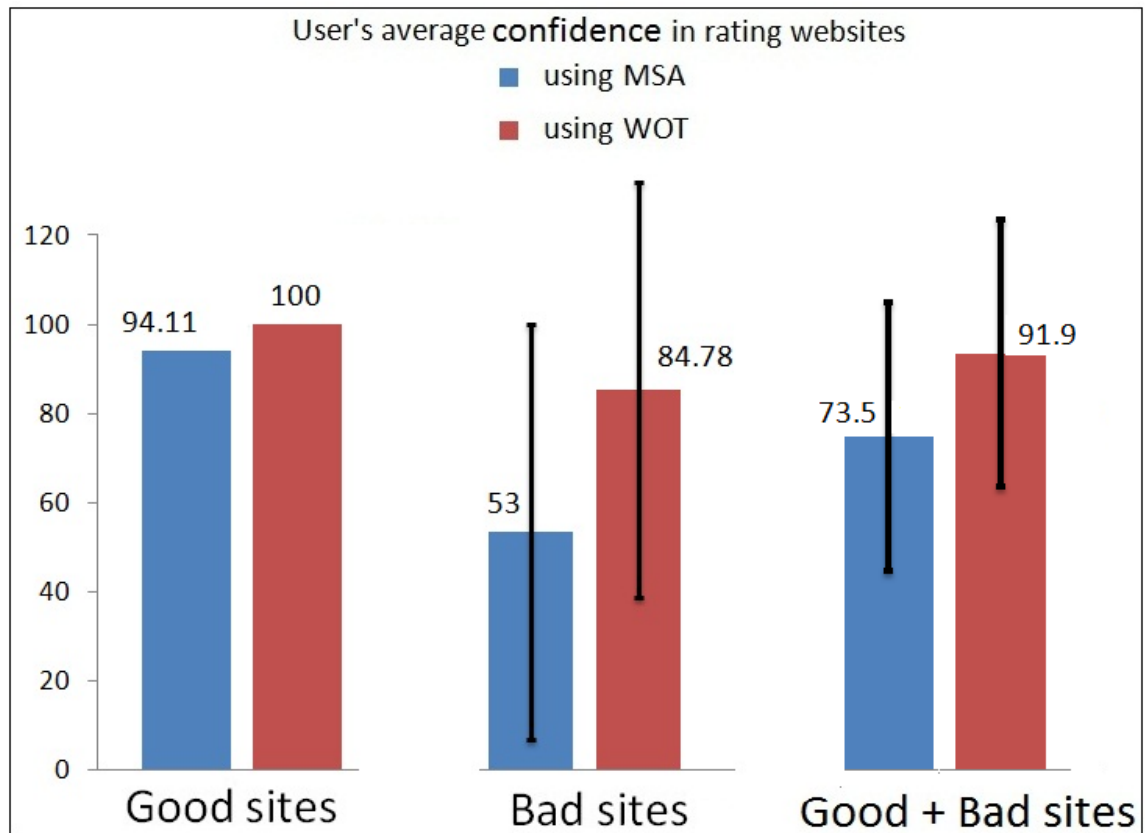 User's average confidence in rating websites
using MSA
using WOT
120
100
80
60
40
20
0
94.11
100
53
84.78
73.5
91.9
Good sites
Bad sites
Good + Bad sites